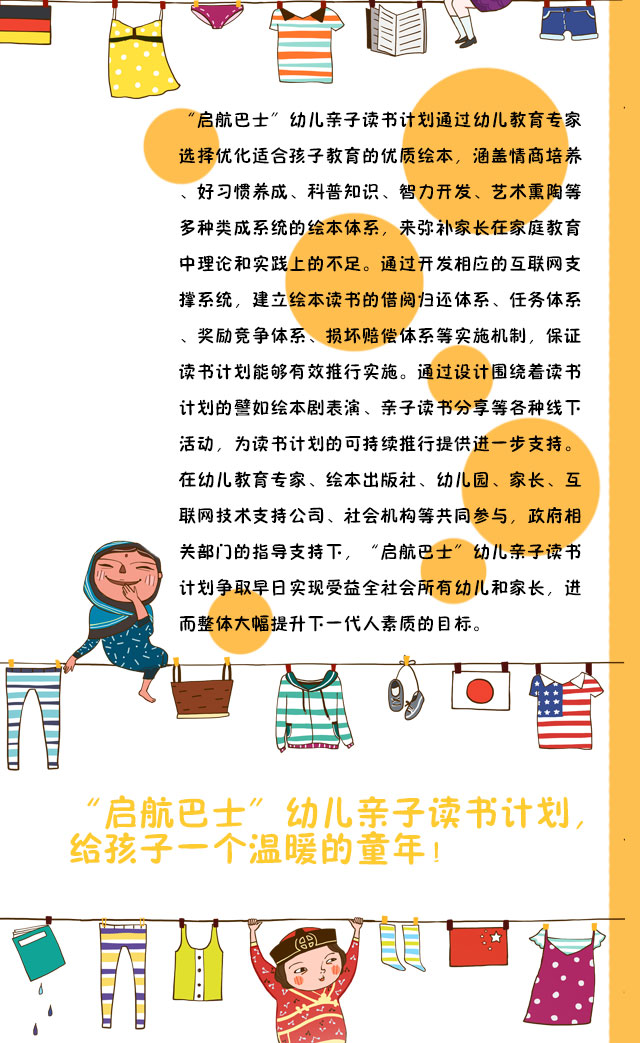 “启航巴士”幼儿亲子读书计划通过幼儿教育专家
选择优化适合孩子教育的优质绘本，涵盖情商培养
、好习惯养成、科普知识、智力开发、艺术熏陶等
多种类成系统的绘本体系，来弥补家长在家庭教育
中理论和实践上的不足。通过开发相应的互联网支
撑系统，建立绘本读书的借阅归还体系、任务体系
、奖励竞争体系、损坏赔偿体系等实施机制，保证
读书计划能够有效推行实施。通过设计围绕着读书
计划的譬如绘本剧表演、亲子读书分享等各种线下
活动，为读书计划的可持续推行提供进一步支持。
在幼儿教育专家、绘本出版社、幼儿园、家长、互
联网技术支持公司、社会机构等共同参与，政府相
关部门的指导支持下，“启航巴士”幼儿亲子读书
计划争取早日实现受益全社会所有幼儿和家长，进
而整体大幅提升下一代人素质的目标。
“启航巴士”幼儿亲子读书计划，
给孩子一个温暖的童年！